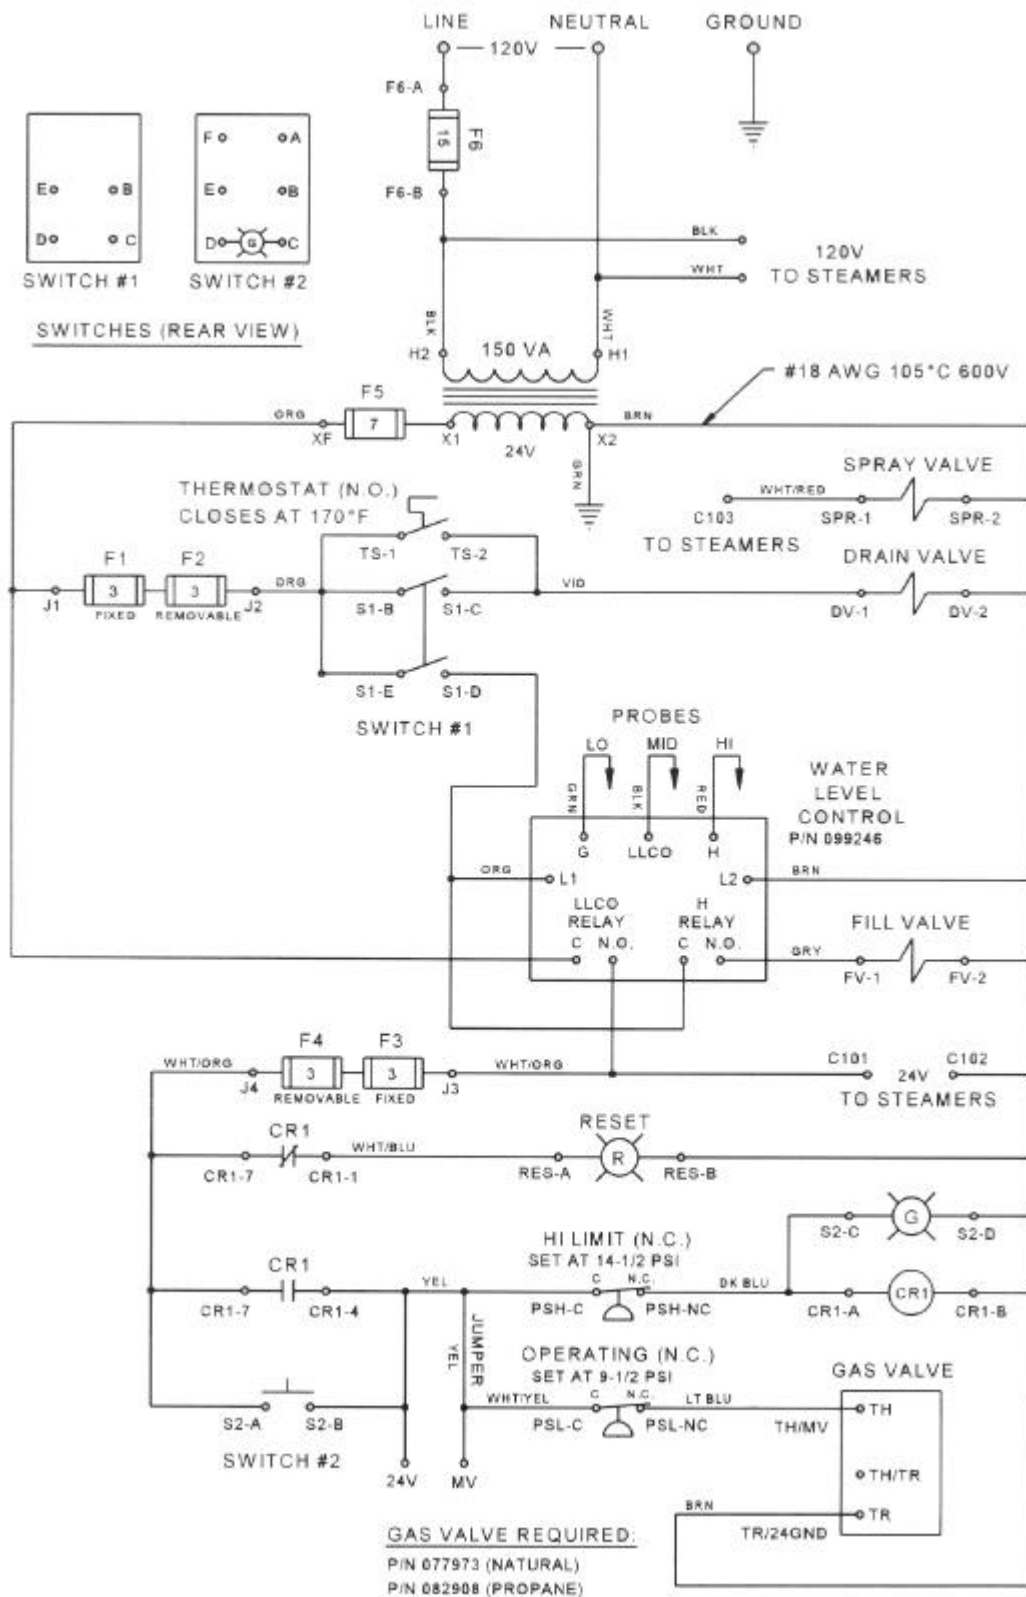 LINE
NEUTRAL
GROUND
120V
F6-A
15
F6
F6-B
F
A
E
B
E
B
D
C
D
G
C
SWITCH #1
SWITCH #2
SWITCHES (REAR VIEW)
BLK
WHT
120V
TO STEAMERS
BLK
WHT
H2
150 VA
H1
#18 AWG 105°C 600V
F5
ORG
7
XF
X1
24V
X2
BRN
GRN
THERMOSTAT (N.O.)
CLOSES AT 170°F
TS-1
TS-2
WHT/RED
C103
TO STEAMERS
SPRAY VALVE
SPR-1
SPR-2
DRAIN VALVE
F1
F2
J1
3
3
J2
ORG
FIXED
REMOVABLE
S1-B
S1-C
VIO
DV-1
DV-2
S1-E
S1-D
SWITCH #1
PROBES
LO
MID
HI
GRN
BLK
RED
WATER
LEVEL
CONTROL
P/N 099246
G
LLCO
H
ORG
L1
L2
BRN
LLCO
RELAY
H
RELAY
C
N.O.
C
N.O.
GRY
FILL VALVE
FV-1
FV-2
F4
F3
WHT/ORG
J4
3
3
J3
WHT/ORG
REMOVABLE
FIXED
C101
24V
C102
TO STEAMERS
CR1
WHT/BLU
CR1-7
CR1-1
RESET
RES-A
R
RES-B
S2-C
G
S2-D
CR1
CR1-7
CR1-4
YEL
HI LIMIT (N.C.)
SET AT 14-1/2 PSI
C
N.C.
DK BLU
PSH-C
PSH-NC
CR1-A
CR1
CR1-B
JUMPER
YEL
OPERATING (N.C.)
SET AT 9-1/2 PSI
WHT/YEL
C
N.C.
LT BLU
PSL-C
PSL-NC
GAS VALVE
TH/MV
TH
TH/TR
TR
BRN
TR/24GND
S2-A
S2-B
SWITCH #2
24V
MV
GAS VALVE REQUIRED:
P/N 077973 (NATURAL)
P/N 082908 (PROPANE)